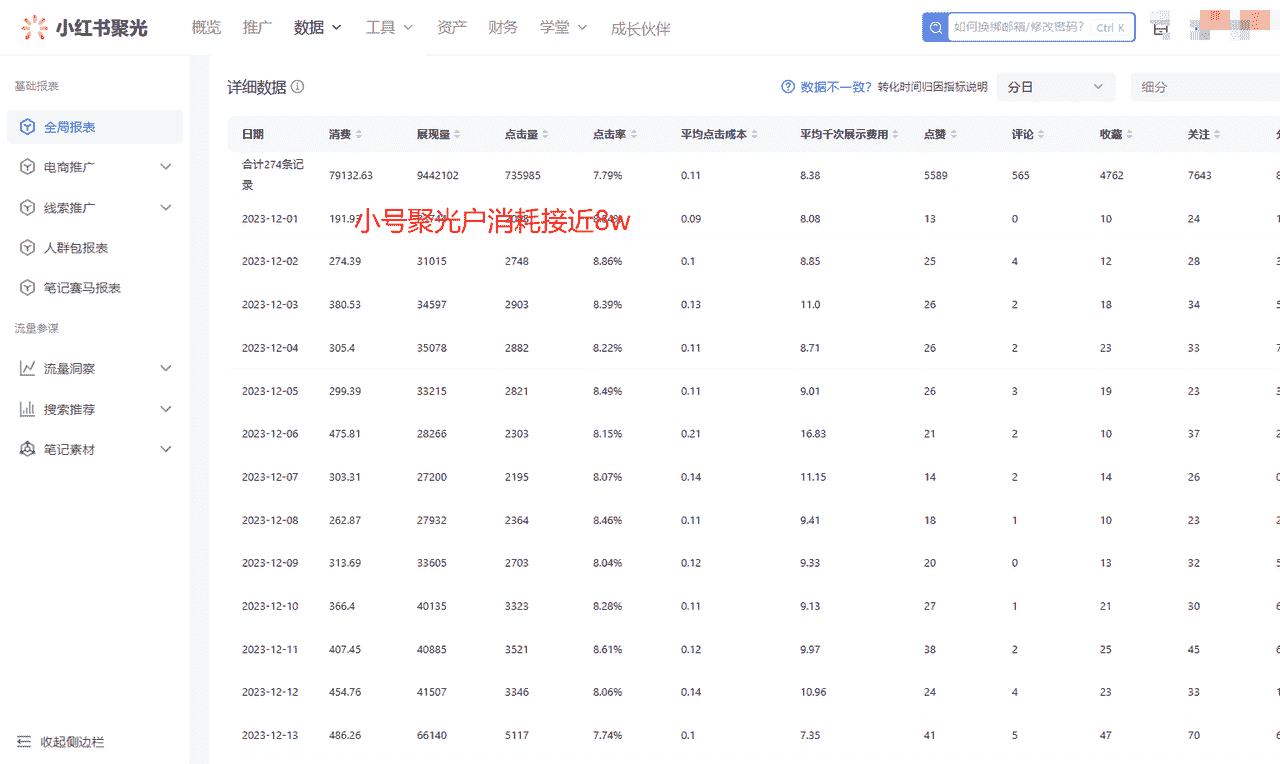 小红书聚光 概览 推广 数据 工具 资产 财务 学堂 成长伙伴 如何换绑邮箱/修改密码? Ctrl K
基础报表
全局报表
电商推广
线索推广
人群包报表
笔记赛马报表
流量参谋
流量洞察
搜索推荐
笔记素材
收起侧边栏
详细数据 数据不一致? 转化时间归因指标说明 分日 细分
日期 消费 展现量 点击量 点击率 平均点击成本 平均千次展示费用 点赞 评论 收藏 关注
合计274条记录 79132.63 9442102 735985 7.79% 0.11 8.38 5589 565 4762 7643
小号聚光户消耗接近8w
2023-12-01 0.09 8.08 13 0 10 24
2023-12-02 274.39 31015 2748 8.86% 0.1 8.85 25 4 12 28
2023-12-03 380.53 34597 2903 8.39% 0.13 11.0 26 2 18 34
2023-12-04 305.4 35078 2882 8.22% 0.11 8.71 26 2 23 33
2023-12-05 299.39 33215 2821 8.49% 0.11 9.01 26 3 19 23
2023-12-06 475.81 28266 2303 8.15% 0.21 16.83 21 2 10 37
2023-12-07 303.31 27200 2195 8.07% 0.14 11.15 14 2 14 26
2023-12-08 262.87 27932 2364 8.46% 0.11 9.41 18 1 10 23
2023-12-09 313.69 33605 2703 8.04% 0.12 9.33 20 0 13 32
2023-12-10 366.4 40135 3323 8.28% 0.11 9.13 27 1 21 30
2023-12-11 407.45 40885 3521 8.61% 0.12 9.97 38 2 25 45
2023-12-12 454.76 41507 3346 8.06% 0.14 10.96 24 4 23 33
2023-12-13 486.26 66140 5117 7.74% 0.1 7.35 41 5 47 70